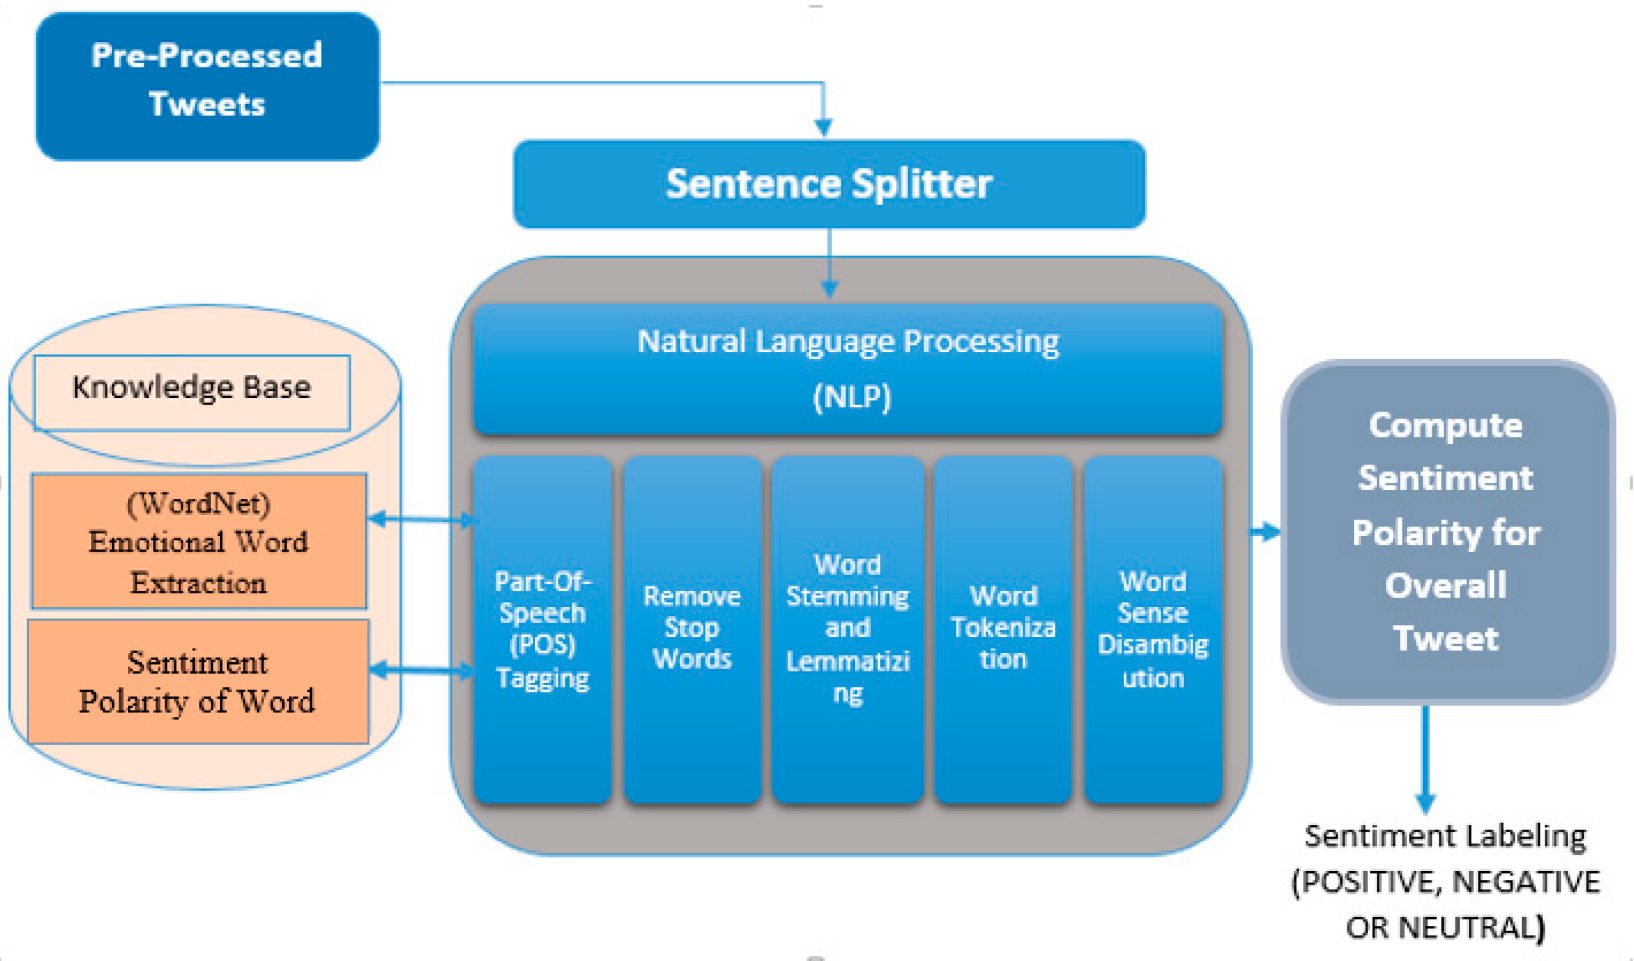 Pre-Processed
Tweets
Sentence Splitter
Natural Language Processing
(NLP)
Knowledge Base
(WordNet)
Emotional Word
Extraction
Sentiment
Polarity of Word
Part-Of-
Speech
(POS)
Tagging
Remove
Stop
Words
Word
Stemming
and
Lemmatizi
ng
Word
Tokeniza
tion
Word
Sense
Disambig
ution
Compute
Sentiment
Polarity for
Overall
Tweet
Sentiment Labeling
(POSITIVE, NEGATIVE
OR NEUTRAL)